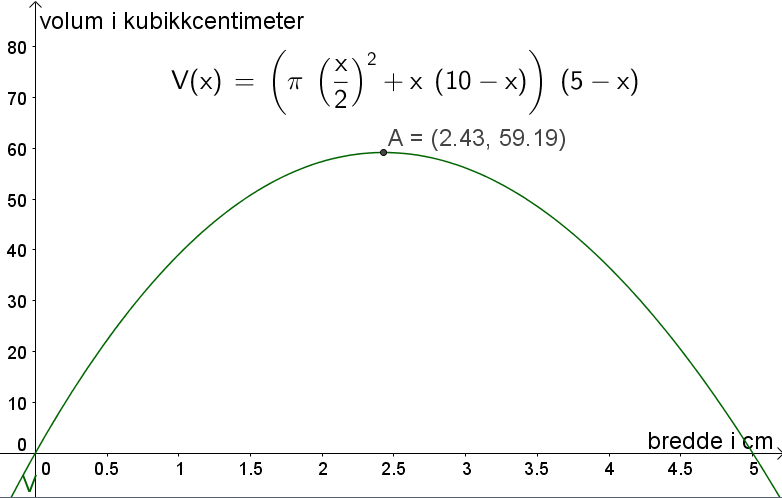 volum i kubikkcentimeter
V(x) = (π (x/2)² + x (10 − x)) (5 − x)
A = (2.43, 59.19)
80
70
60
50
40
30
20
10
0
bredde i cm
0 0.5 1 1.5 2 2.5 3 3.5 4 4.5 5
V